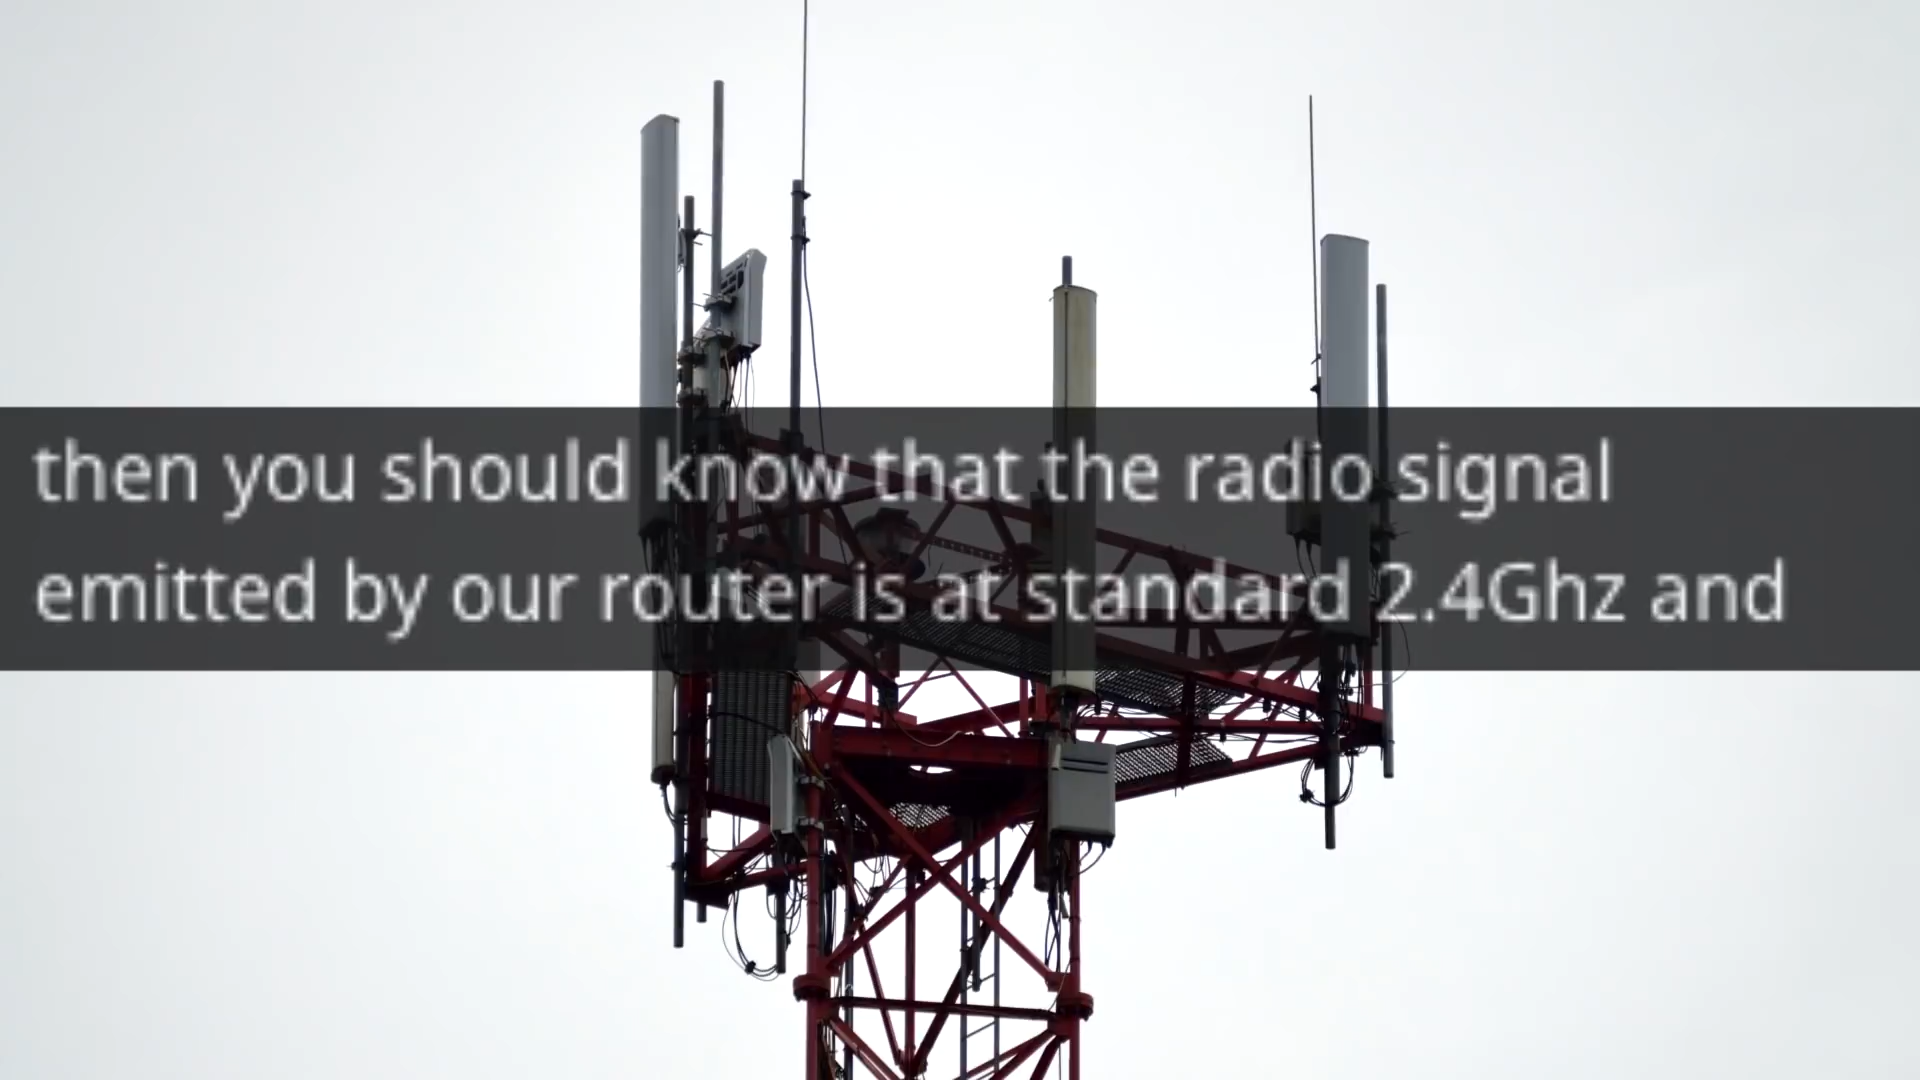 then you should know that the radio signal
emitted by our router is at standard 2.4Ghz and